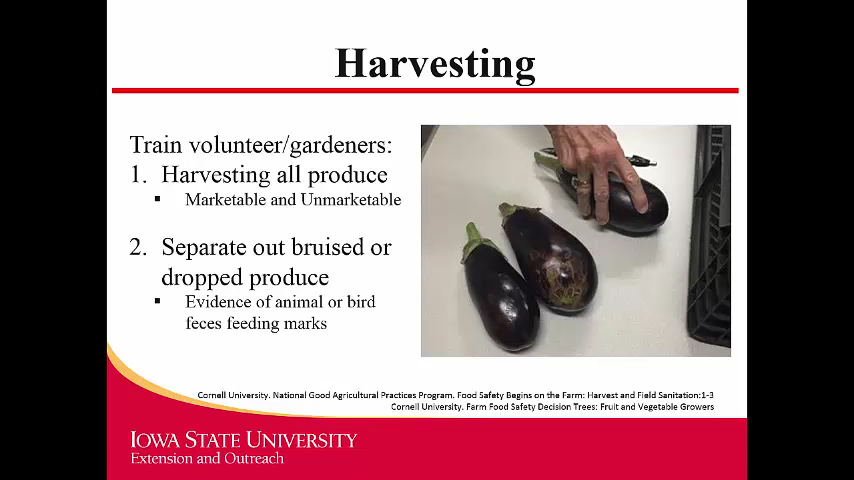 Harvesting
Train volunteer/gardeners:
1. Harvesting all produce
▪ Marketable and Unmarketable
2. Separate out bruised or
dropped produce
▪ Evidence of animal or bird
feces feeding marks
Cornell University. National Good Agricultural Practices Program. Food Safety Begins on the Farm: Harvest and Field Sanitation:1-3
Cornell University. Farm Food Safety Decision Trees: Fruit and Vegetable Growers
IOWA STATE UNIVERSITY
Extension and Outreach